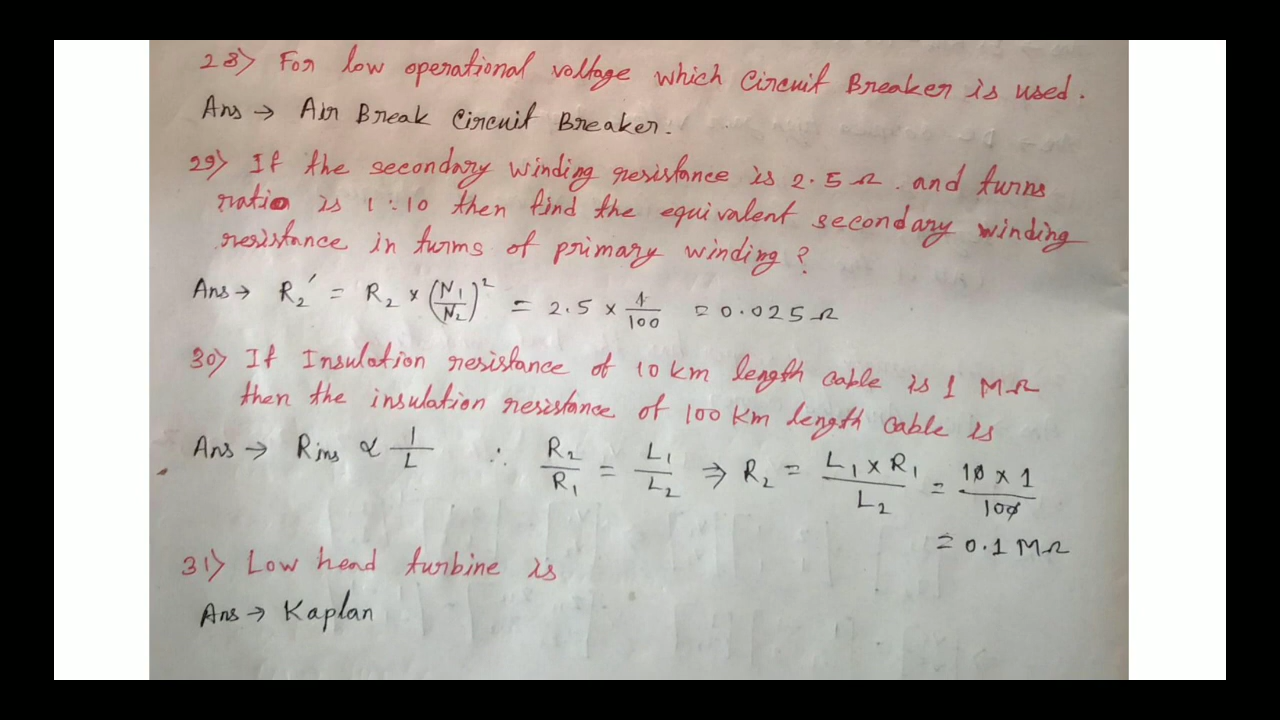 28) For low operational voltage which Circuit Breaker is used.
Ans → Air Break Circuit Breaker.
29) If the secondary winding resistance is 2.5 Ω. and turns
ratio is 1:10 then find the equivalent secondary winding
resistance in turms of primary winding?
Ans → R₂′ = R₂ × (N₁/N₂)² = 2.5 × 1/100 = 0.025 Ω
30) If Insulation resistance of 10 km length cable is 1 MΩ
then the insulation resistance of 100 Km length cable is
Ans → Rins ∝ 1/L ∴ R₂/R₁ = L₁/L₂ ⇒ R₂ = L₁ × R₁/L₂ = 10 × 1/100
= 0.1 MΩ
31) Low head turbine is
Ans → Kaplan